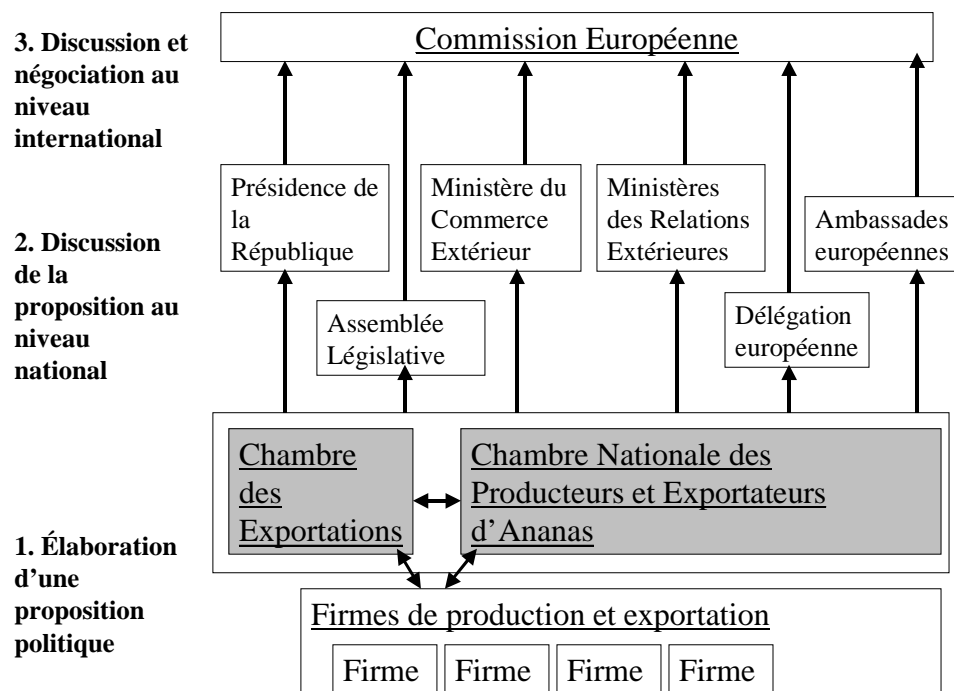 3. Discussion et
négociation au
niveau
international
Commission Européenne
Présidence de
la
République
Ministère du
Commerce
Extérieur
Ministères
des Relations
Extérieures
Ambassades
européennes
2. Discussion
de la
proposition au
niveau
national
Assemblée
Législative
Délégation
européenne
Chambre
des
Exportations
Chambre Nationale des
Producteurs et Exportateurs
d’Ananas
1. Élaboration
d’une
proposition
politique
Firmes de production et exportation
Firme
Firme
Firme
Firme